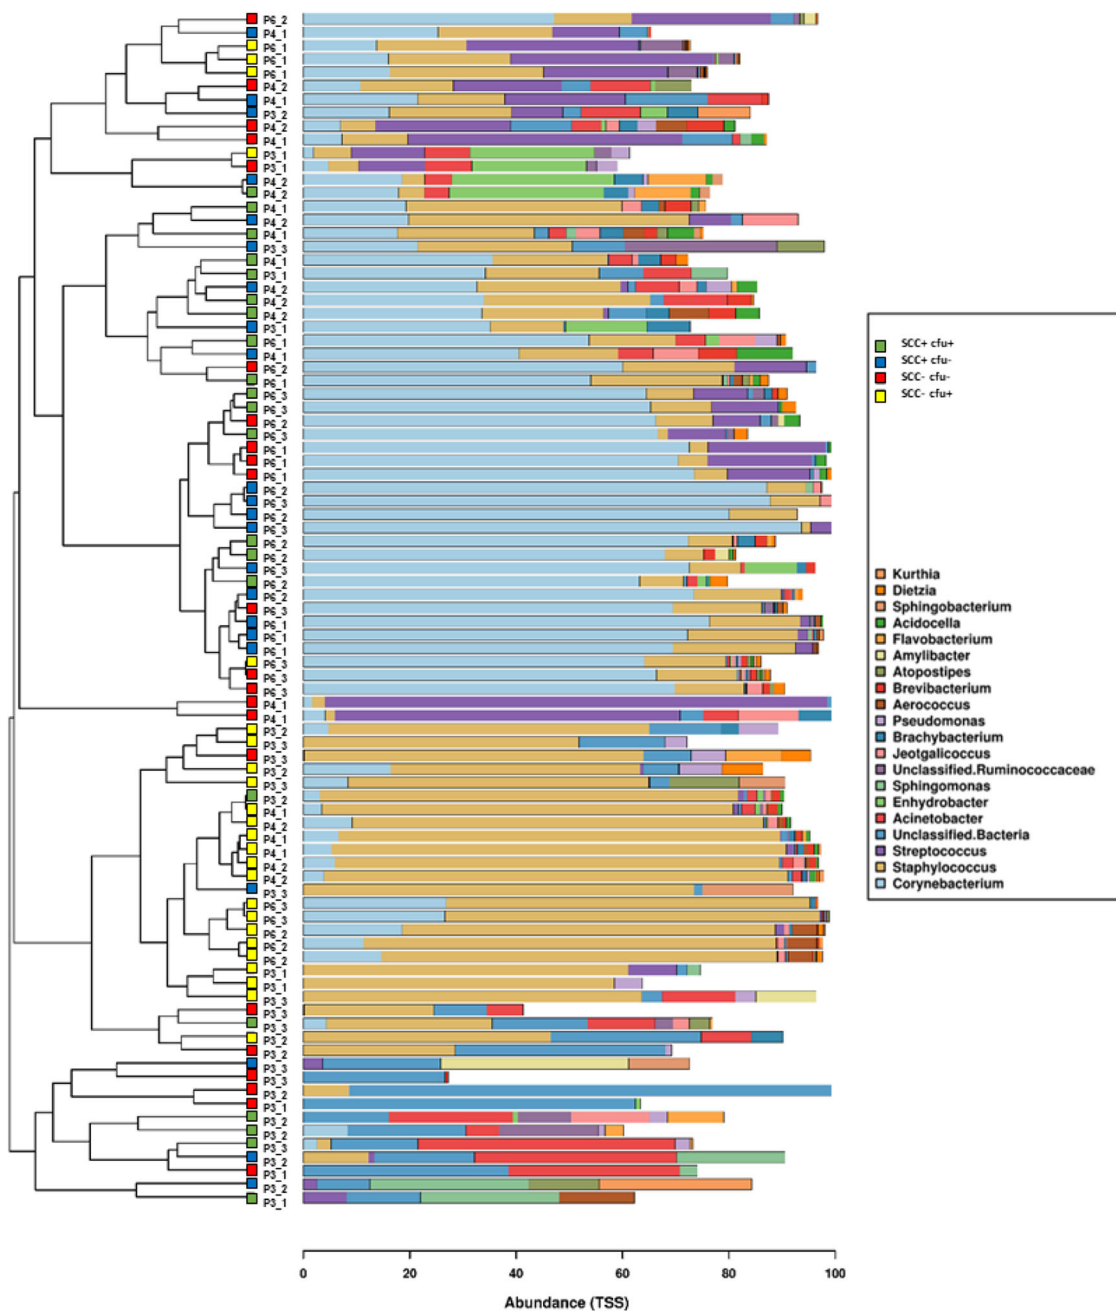 P6_2
P4_1
P6_1
P6_1
P6_1
P4_2
P4_1
P3_2
P4_2
P4_1
P3_1
P3_1
P4_2
P4_2
P4_1
P4_2
P4_1
P3_3
P4_1
P3_1
P4_2
P4_2
P4_2
P3_1
P6_1
P4_1
P6_2
P6_1
P6_3
P6_3
P6_2
P6_3
P6_1
P6_1
P6_1
P6_2
P6_3
P6_2
P6_3
P6_2
P6_2
P6_3
P6_2
P6_2
P6_3
P6_1
P6_1
P6_1
P6_3
P6_3
P6_3
P4_1
P4_1
P3_2
P3_3
P3_3
P3_2
P3_3
P3_2
P4_1
P4_2
P4_1
P4_1
P4_2
P4_2
P3_3
P6_3
P6_3
P6_2
P6_2
P6_2
P3_1
P3_1
P3_3
P3_3
P3_3
P3_2
P3_2
P3_3
P3_3
P3_2
P3_1
P3_2
P3_2
P3_3
P3_2
P3_1
P3_2
P3_1
0 20 40 60 80 100
Abundance (TSS)
SCC+ cfu+
SCC+ cfu-
SCC- cfu-
SCC- cfu+
Kurthia
Dietzia
Sphingobacterium
Acidocella
Flavobacterium
Amylibacter
Atopostipes
Brevibacterium
Aerococcus
Pseudomonas
Brachybacterium
Jeotgalicoccus
Unclassified.Ruminococcaceae
Sphingomonas
Enhydrobacter
Acinetobacter
Unclassified.Bacteria
Streptococcus
Staphylococcus
Corynebacterium